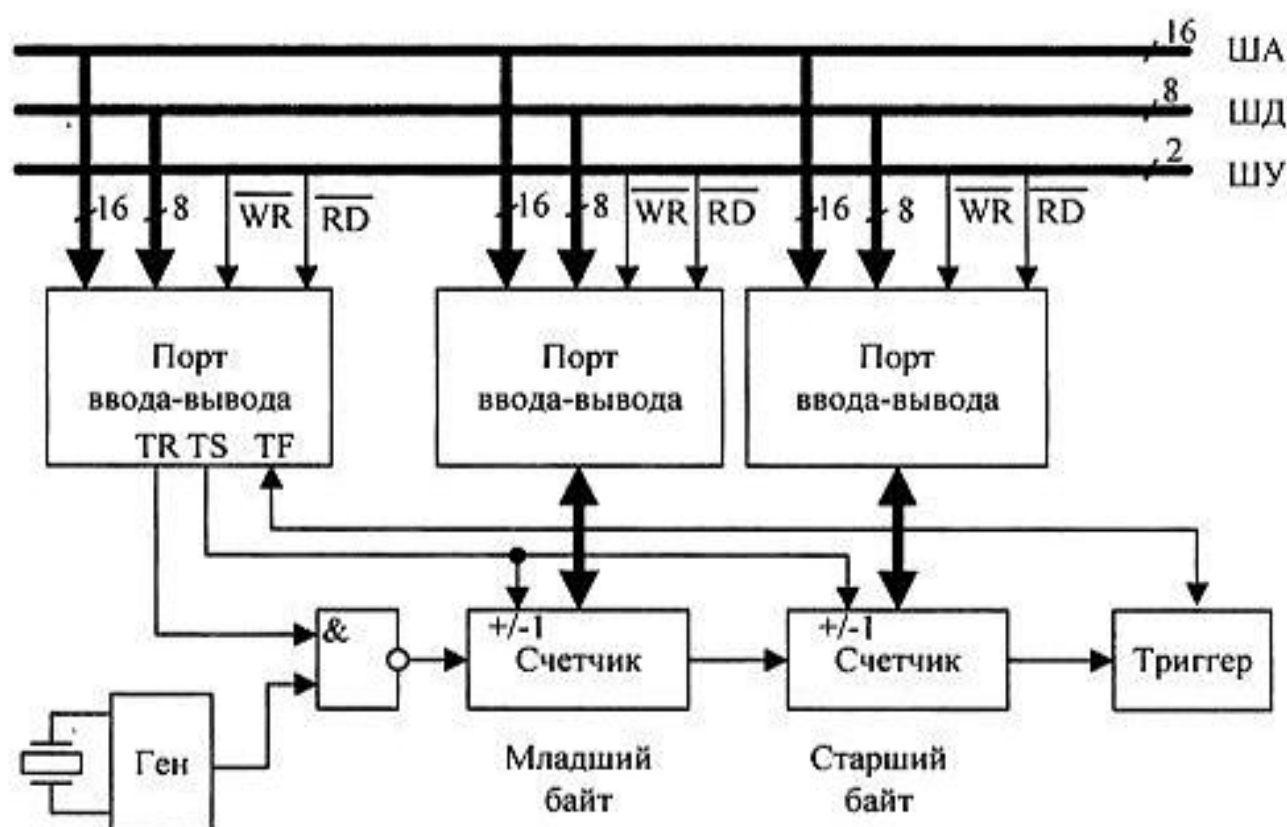 16
ША
8
ШД
2
ШУ
16 8 WR RD
16 8 WR RD
16 8 WR RD
Порт
ввода-вывода
TR TS TF
Порт
ввода-вывода
Порт
ввода-вывода
&
+/-1
Счетчик
+/-1
Счетчик
Триггер
Ген
Младший
байт
Старший
байт